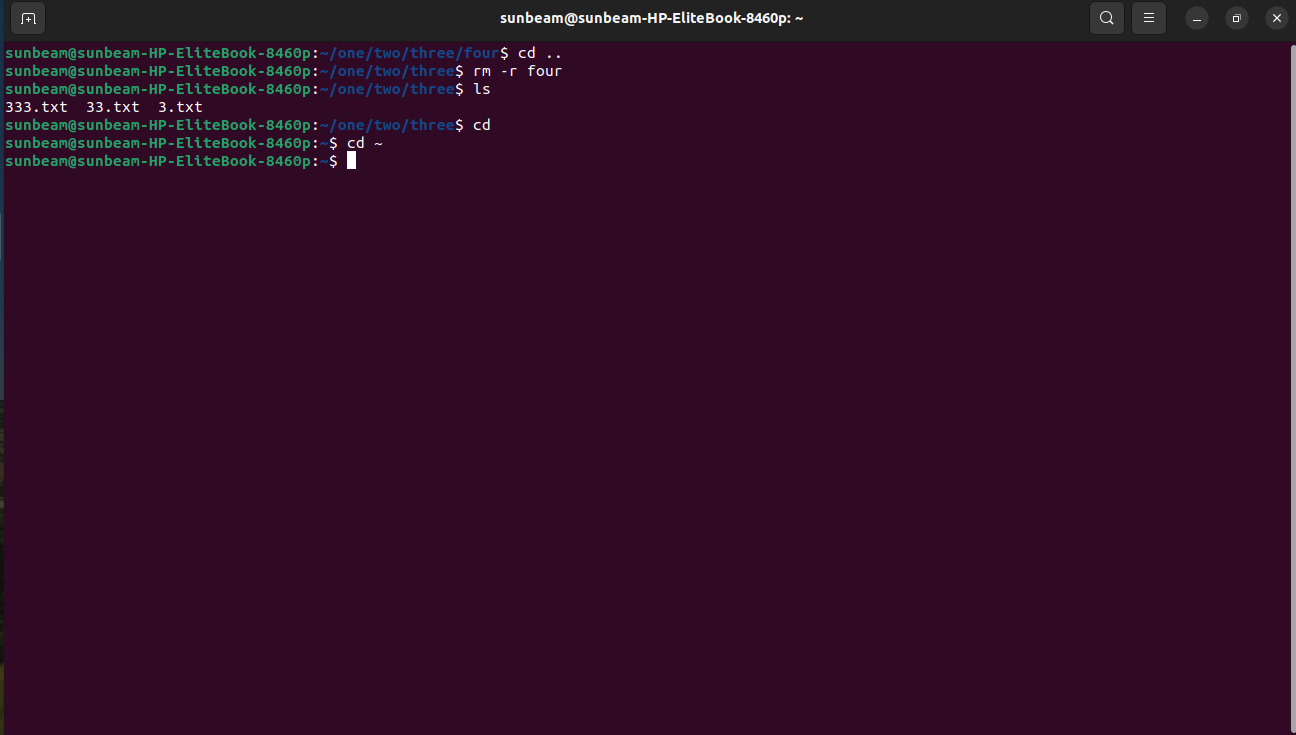 sunbeam@sunbeam-HP-EliteBook-8460p: ~
sunbeam@sunbeam-HP-EliteBook-8460p:~/one/two/three/four$ cd ..
sunbeam@sunbeam-HP-EliteBook-8460p:~/one/two/three$ rm -r four
sunbeam@sunbeam-HP-EliteBook-8460p:~/one/two/three$ ls
333.txt  33.txt  3.txt
sunbeam@sunbeam-HP-EliteBook-8460p:~/one/two/three$ cd
sunbeam@sunbeam-HP-EliteBook-8460p:~$ cd ~
sunbeam@sunbeam-HP-EliteBook-8460p:~$